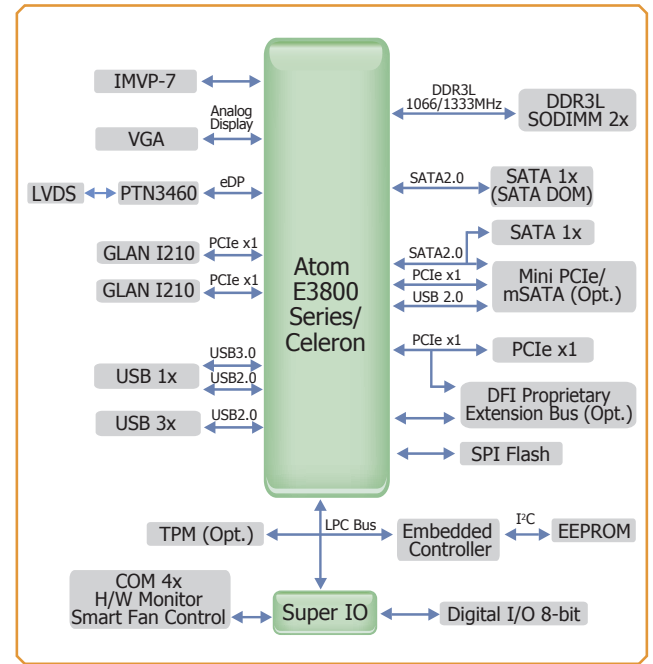 IMVP-7
Analog
Display
VGA
LVDS
PTN3460
eDP
GLAN I210
PCIe x1
GLAN I210
PCIe x1
USB 1x
USB3.0
USB2.0
USB 3x
USB2.0
Atom
E3800
Series/
Celeron
DDR3L
1066/1333MHz
DDR3L
SODIMM 2x
SATA2.0
SATA 1x
(SATA DOM)
SATA 1x
SATA2.0
PCIe x1
USB 2.0
Mini PCIe/
mSATA (Opt.)
PCIe x1
PCIe x1
DFI Proprietary
Extension Bus (Opt.)
SPI Flash
TPM (Opt.)
LPC Bus
Embedded
Controller
I²C
EEPROM
COM 4x
H/W Monitor
Smart Fan Control
Super IO
Digital I/O 8-bit